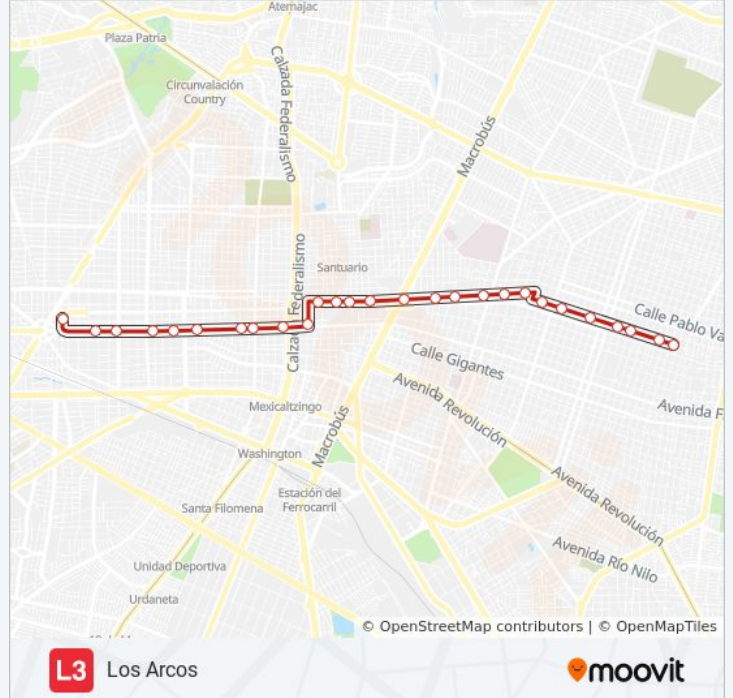 Atemajac
Plaza Patria
Circunvalación
Country
Calzada Federalismo
Macrobús
Santuario
Calzada Federalismo
Calle Pablo Va
Calle Gigantes
Mexicaltzingo
Avenida Revolución
Avenida F
Macrobús
Washington
Estación del
Ferrocarril
Santa Filomena
Avenida Revolución
Avenida Río Nilo
Unidad Deportiva
Urdaneta
© OpenStreetMap contributors | © OpenMapTiles
L3 Los Arcos
moovit